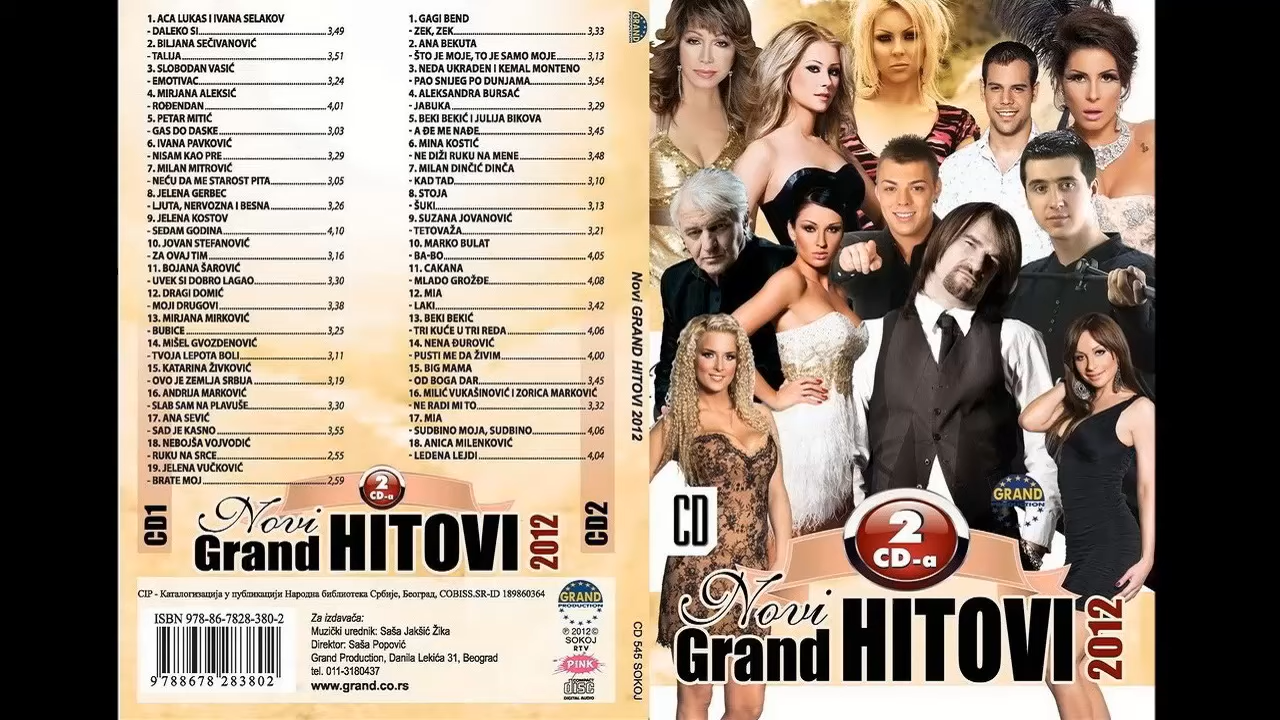 1. ACA LUKAS I IVANA SELAKOV
- DALEKO SI 3,49
2. BILJANA SEČIVANOVIĆ
- TALIJA 3,51
3. SLOBODAN VASIĆ
- EMOTIVAC 3,24
4. MIRJANA ALEKSIĆ
- ROĐENDAN 4,01
5. PETAR MITIĆ
- GAS DO DASKE 3,03
6. IVANA PAVKOVIĆ
- NISAM KAO PRE 3,29
7. MILAN MITROVIĆ
- NEĆU DA ME STAROST PITA 3,05
8. JELENA GERBEC
- LJUTA, NERVOZNA I BESNA 3,26
9. JELENA KOSTOV
- SEDAM GODINA 4,10
10. JOVAN STEFANOVIĆ
- ZA OVAJ TIM 3,16
11. BOJANA ŠAROVIĆ
- UVEK SI DOBRO LAGAO 3,30
12. DRAGI DOMIĆ
- MOJI DRUGOVI 3,38
13. MIRJANA MIRKOVIĆ
- BUBICE 3,25
14. MIŠEL GVOZDENOVIĆ
- TVOJA LEPOTA BOLI 3,11
15. KATARINA ŽIVKOVIĆ
- OVO JE ZEMLJA SRBIJA 3,19
16. ANDRIJA MARKOVIĆ
- SLAB SAM NA PLAVUŠE 3,30
17. ANA SEVIĆ
- SAD JE KASNO 3,55
18. NEBOJŠA VOJVODIĆ
- RUKU NA SRCE 2,55
19. JELENA VUČKOVIĆ
- BRATE MOJ 2,59
CD1
1. GAGI BEND
- ZEK, ZEK 3,33
2. ANA BEKUTA
- ŠTO JE MOJE, TO JE SAMO MOJE 3,13
3. NEDA UKRADEN I KEMAL MONTENO
- PAO SNIJEG PO DUNJAMA 3,54
4. ALEKSANDRA BURSAĆ
- JABUKA 3,29
5. BEKI BEKIĆ I JULIJA BIKOVA
- A ĐE ME NAĐE 3,45
6. MINA KOSTIĆ
- NE DIŽI RUKU NA MENE 3,48
7. MILAN DINČIĆ DINČA
- KAD TAD 3,10
8. STOJA
- ŠUKI 3,13
9. SUZANA JOVANOVIĆ
- TETOVAŽA 3,21
10. MARKO BULAT
- BA-BO 4,05
11. CAKANA
- MLADO GROŽĐE 4,08
12. MIA
- LAKI 3,42
13. BEKI BEKIĆ
- TRI KUĆE U TRI REDA 4,06
14. NENA ĐUROVIĆ
- PUSTI ME DA ŽIVIM 4,00
15. BIG MAMA
- OD BOGA DAR 3,45
16. MILIĆ VUKAŠINOVIĆ I ZORICA MARKOVIĆ
- NE RADI MI TO 3,32
17. MIA
- SUDBINO MOJA, SUDBINO 4,06
18. ANICA MILENKOVIĆ
- LEDENA LEJDI 4,04
CD2
2
CD-a
Novi
Grand HITOVI 2012
CIP - Каталогизација у публикацији Народна библиотека Србије, Београд, COBISS.SR-ID 189860364
ISBN 978-86-7828-380-2
9 788678 283802
Za izdavača:
Muzički urednik: Saša Jakšić Žika
Direktor: Saša Popović
Grand Production, Danila Lekića 31, Beograd
tel. 011-3180437
www.grand.co.rs
GRAND
PRODUCTION
℗ 2012 ©
SOKOJ
RTV
PINK
COMPACT
disc
DIGITAL AUDIO
GRAND
Novi GRAND HITOVI 2012
CD 545 SOKOJ
CD
GRAND
PRODUCTION
2
CD-a
Novi
Grand HITOVI 2012